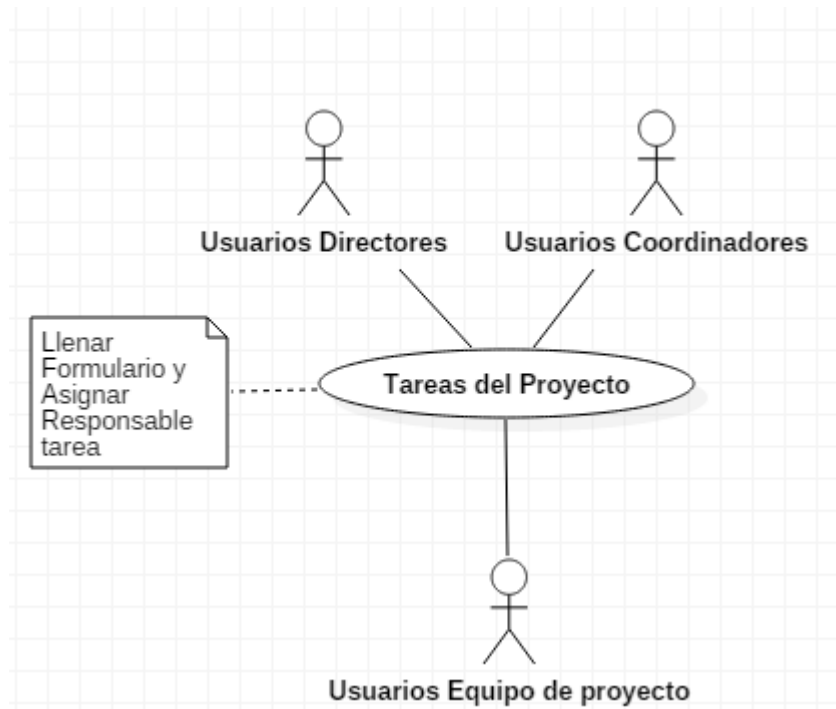 Usuarios Directores
Usuarios Coordinadores
Llenar
Formulario y
Asignar
Responsable
tarea
Tareas del Proyecto
Usuarios Equipo de proyecto